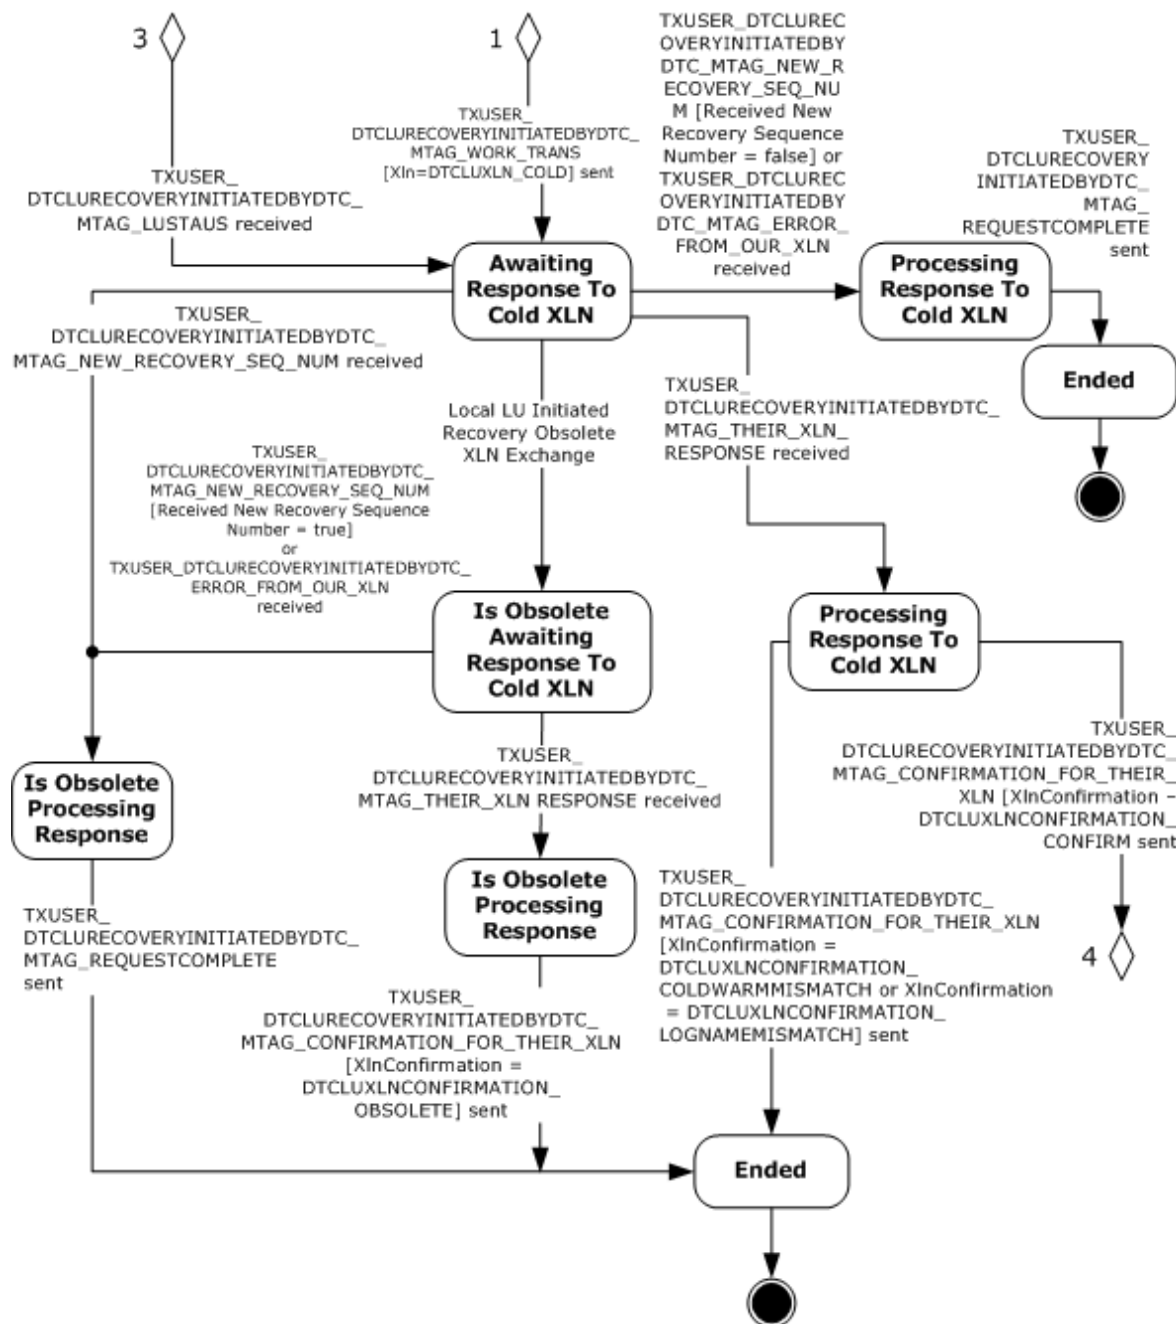 3
1
TXUSER_DTCLUREC
OVERYINITIATEDBY
DTC_MTAG_NEW_R
ECOVERY_SEQ_NU
M [Received New
Recovery Sequence
Number = false] or
TXUSER_DTCLUREC
OVERYINITIATEDBY
DTC_MTAG_ERROR_
FROM_OUR_XLN
received
TXUSER_
DTCLURECOVERYINITIATEDBYDTC_
MTAG_WORK_TRANS
[Xln=DTCLUXLN_COLD] sent
TXUSER_
DTCLURECOVERY
INITIATEDBYDTC_
MTAG_
REQUESTCOMPLETE
sent
TXUSER_
DTCLURECOVERYINITIATEDBYDTC_
MTAG_LUSTAUS received
Awaiting
Response To
Cold XLN
Processing
Response To
Cold XLN
Ended
TXUSER_
DTCLURECOVERYINITIATEDBYDTC_
MTAG_NEW_RECOVERY_SEQ_NUM received
Local LU Initiated
Recovery Obsolete
XLN Exchange
TXUSER_
DTCLURECOVERYINITIATEDBYDTC_
MTAG_THEIR_XLN_
RESPONSE received
TXUSER_
DTCLURECOVERYINITIATEDBYDTC_
MTAG_NEW_RECOVERY_SEQ_NUM
[Received New Recovery Sequence
Number = true]
or
TXUSER_DTCLURECOVERYINITIATEDBYDTC_
ERROR_FROM_OUR_XLN
received
Is Obsolete
Awaiting
Response To
Cold XLN
Processing
Response To
Cold XLN
TXUSER_
DTCLURECOVERYINITIATEDBYDTC_
MTAG_THEIR_XLN RESPONSE received
TXUSER_
DTCLURECOVERYINITIATEDBYDTC_
MTAG_CONFIRMATION_FOR_THEIR_
XLN [XlnConfirmation –
DTCLUXLNCONFIRMATION_
CONFIRM sent
Is Obsolete
Processing
Response
Is Obsolete
Processing
Response
TXUSER_
DTCLURECOVERYINITIATEDBYDTC_
MTAG_REQUESTCOMPLETE
sent
TXUSER_
DTCLURECOVERYINITIATEDBYDTC_
MTAG_CONFIRMATION_FOR_THEIR_XLN
[XlnConfirmation =
DTCLUXLNCONFIRMATION_
COLDWARMMISMATCH or XlnConfirmation
= DTCLUXLNCONFIRMATION_
LOGNAMEMISMATCH] sent
4
TXUSER_
DTCLURECOVERYINITIATEDBYDTC_
MTAG_CONFIRMATION_FOR_THEIR_XLN
[XlnConfirmation =
DTCLUXLNCONFIRMATION_
OBSOLETE] sent
Ended